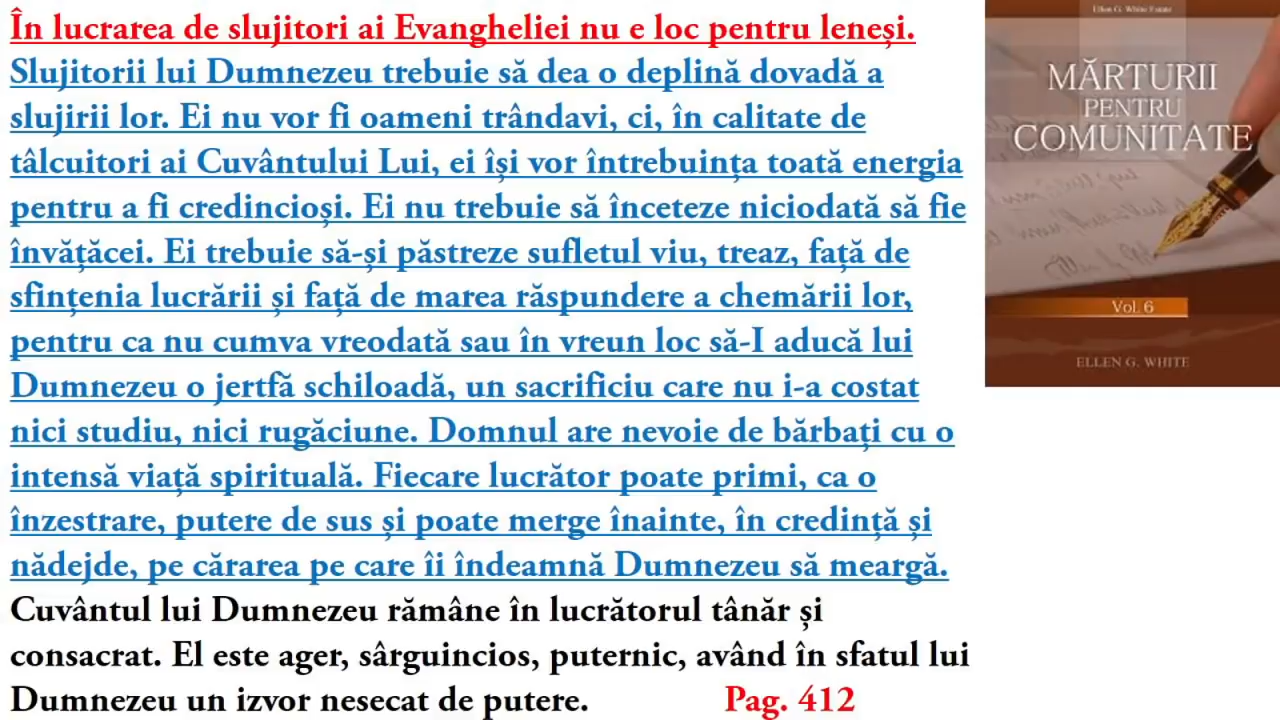 În lucrarea de slujitori ai Evangheliei nu e loc pentru leneși.
Slujitorii lui Dumnezeu trebuie să dea o deplină dovadă a
slujirii lor. Ei nu vor fi oameni trândavi, ci, în calitate de
tâlcuitori ai Cuvântului Lui, ei își vor întrebuința toată energia
pentru a fi credincioși. Ei nu trebuie să înceteze niciodată să fie
învățăcei. Ei trebuie să-și păstreze sufletul viu, treaz, față de
sfințenia lucrării și față de marea răspundere a chemării lor,
pentru ca nu cumva vreodată sau în vreun loc să-I aducă lui
Dumnezeu o jertfă schiloadă, un sacrificiu care nu i-a costat
nici studiu, nici rugăciune. Domnul are nevoie de bărbați cu o
intensă viață spirituală. Fiecare lucrător poate primi, ca o
înzestrare, putere de sus și poate merge înainte, în credință și
nădejde, pe cărarea pe care îi îndeamnă Dumnezeu să meargă.
Cuvântul lui Dumnezeu rămâne în lucrătorul tânăr și
consacrat. El este ager, sârguincios, puternic, având în sfatul lui
Dumnezeu un izvor nesecat de putere. Pag. 412
Ellen G. White Estate
MĂRTURII
PENTRU
COMUNITATE
Vol. 6
ELLEN G. WHITE